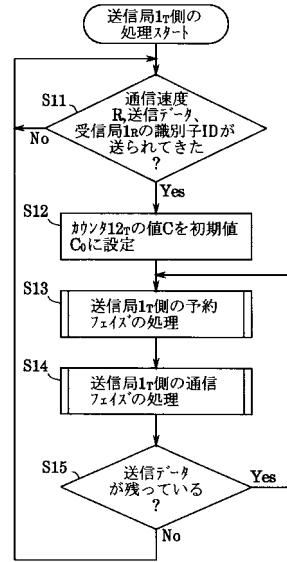 送信局1T側の
処理スタート
S11
通信速度
R,送信データ、
受信局1Rの識別子IDが
送られてきた
?
No
Yes
S12
カウンタ12Tの値Cを初期値
C0に設定
S13
送信局1T側の予約
フェイズの処理
S14
送信局1T側の通信
フェイズの処理
S15
送信データ
が残っている
?
Yes
No